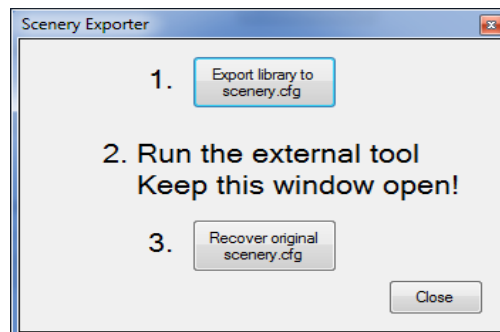 Scenery Exporter
1.
Export library to
scenery.cfg
2. Run the external tool
Keep this window open!
3.
Recover original
scenery.cfg
Close